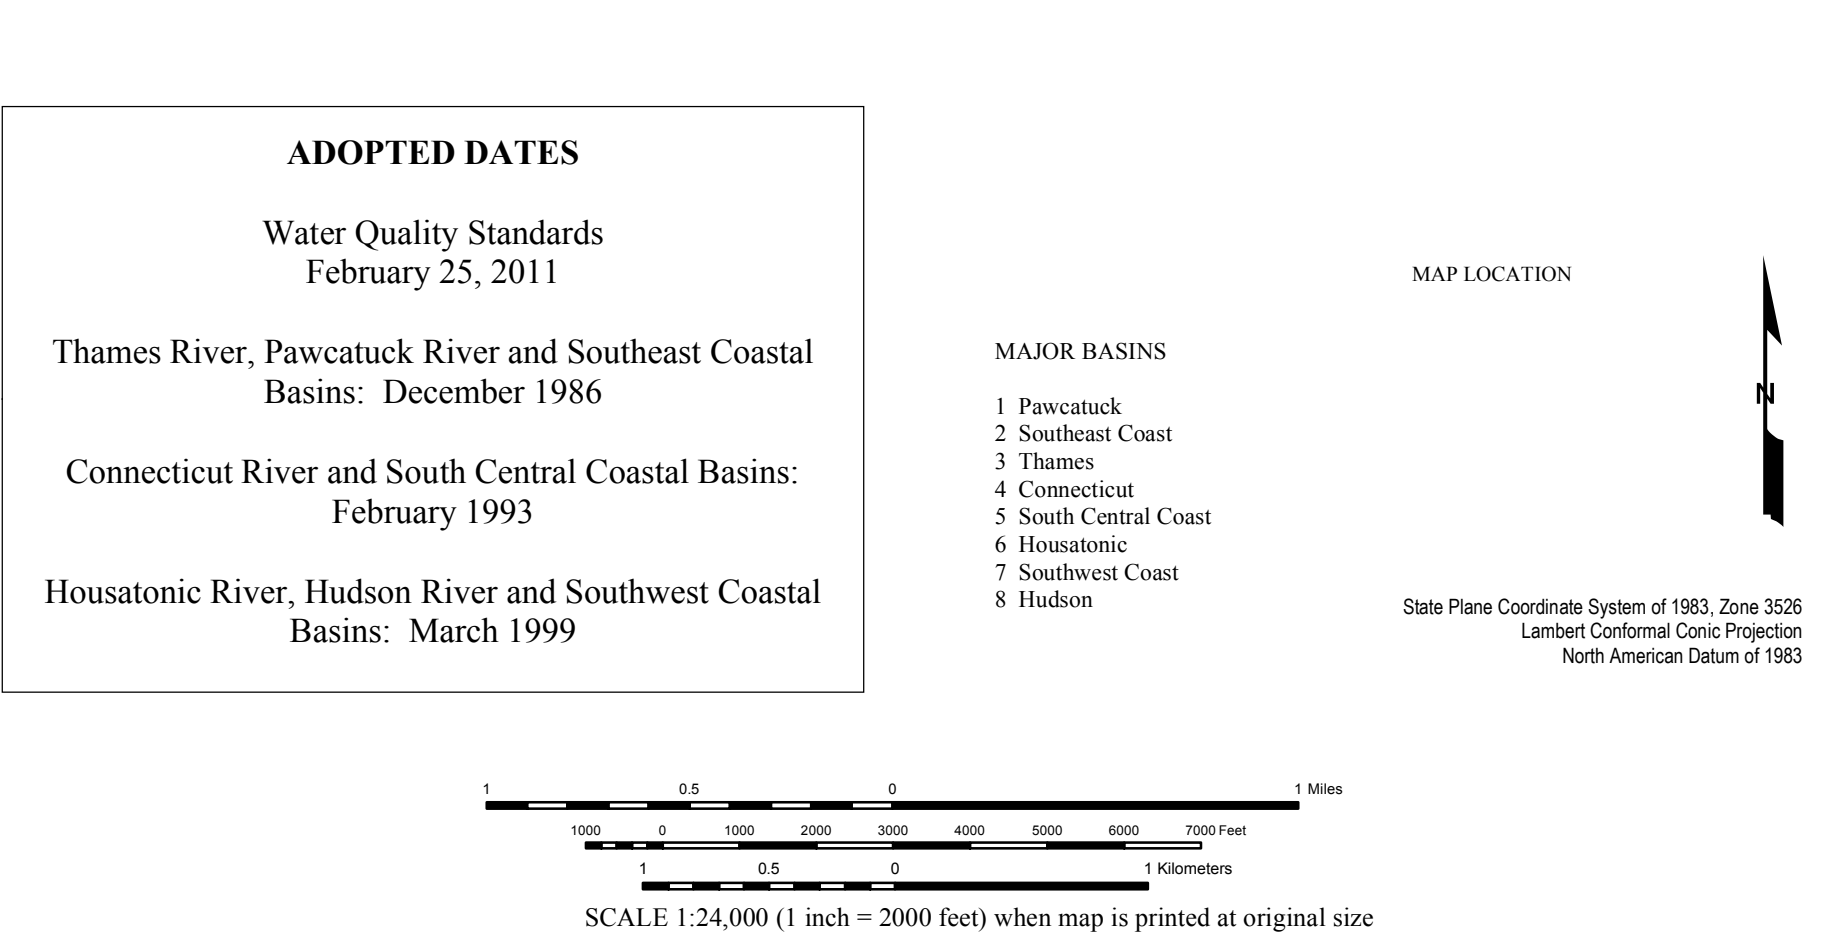 ADOPTED DATES
Water Quality Standards
February 25, 2011
Thames River, Pawcatuck River and Southeast Coastal
Basins:  December 1986
Connecticut River and South Central Coastal Basins:
February 1993
Housatonic River, Hudson River and Southwest Coastal
Basins:  March 1999
MAJOR BASINS
1  Pawcatuck
2  Southeast Coast
3  Thames
4  Connecticut
5  South Central Coast
6  Housatonic
7  Southwest Coast
8  Hudson
MAP LOCATION
N
State Plane Coordinate System of 1983, Zone 3526
Lambert Conformal Conic Projection
North American Datum of 1983
1 0.5 0 1 Miles
1000 0 1000 2000 3000 4000 5000 6000 7000 Feet
1 0.5 0 1 Kilometers
SCALE 1:24,000 (1 inch = 2000 feet) when map is printed at original size